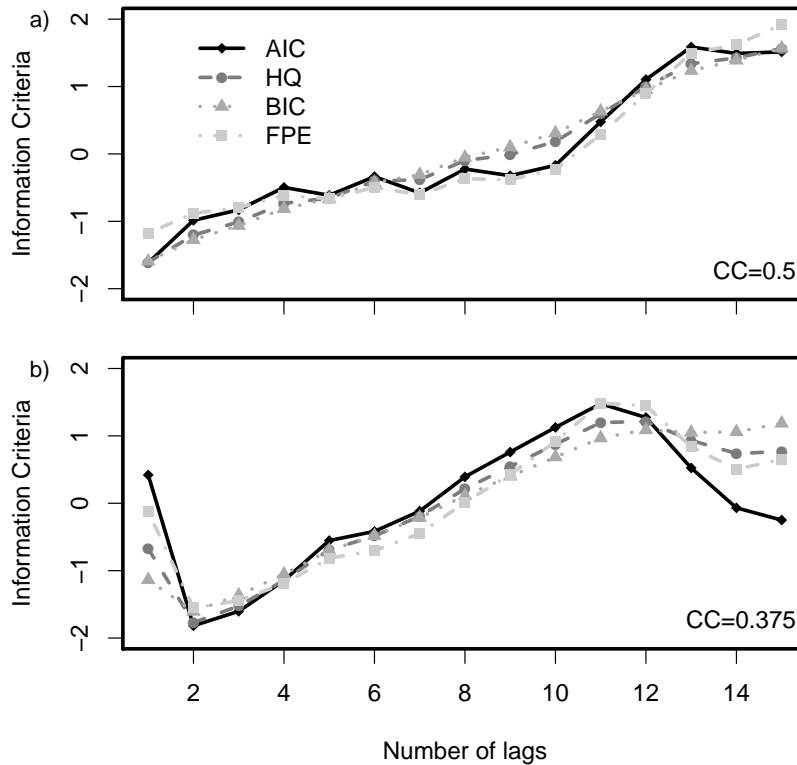 a)
Information Criteria
2
1
0
−1
−2
AIC
HQ
BIC
FPE
CC=0.5
b)
Information Criteria
2
1
0
−1
−2
CC=0.375
2 4 6 8 10 12 14
Number of lags